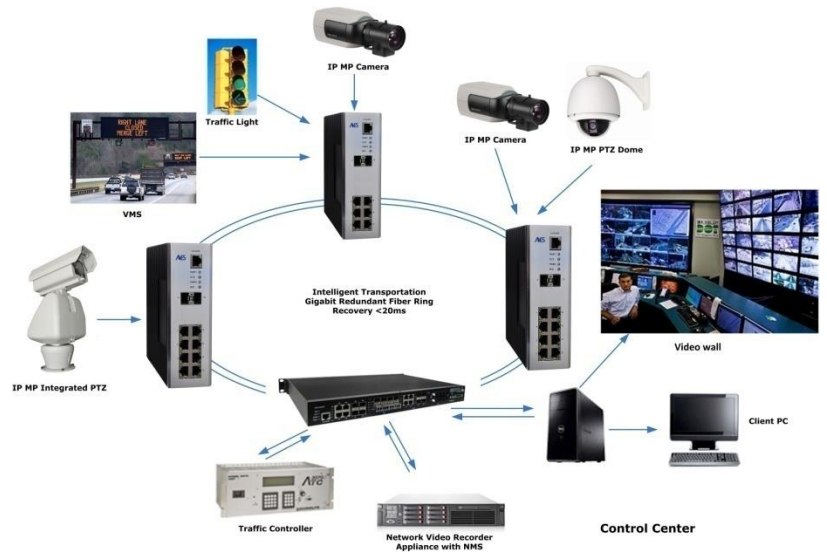 IP MP Camera
Traffic Light
RIGHT LANE
CLOSED
MERGE LEFT
VMS
IP MP Camera
IP MP PTZ Dome
Intelligent Transportation
Gigabit Redundant Fiber Ring
Recovery <20ms
Video wall
IP MP Integrated PTZ
Client PC
Traffic Controller
Network Video Recorder
Appliance with NMS
Control Center